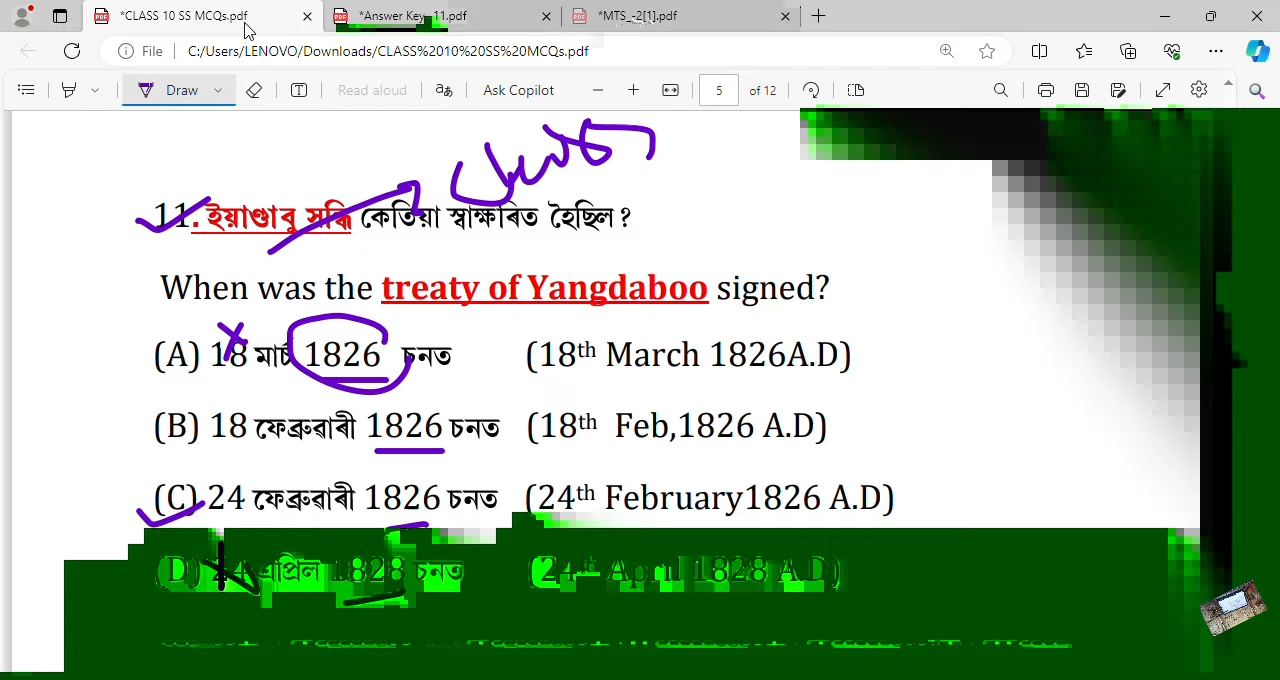 *CLASS 10 SS MCQs.pdf *Answer Key -11.pdf *MTS_-2[1].pdf
File C:/Users/LENOVO/Downloads/CLASS%2010%20SS%20MCQs.pdf
Draw Read aloud Ask Copilot 5 of 12
11. ইয়াণ্ডাবু সন্ধি কেতিয়া স্বাক্ষৰিত হৈছিল ?
When was the treaty of Yangdaboo signed?
(A) 18 মার্চ 1826 চনত (18th March 1826A.D)
(B) 18 ফেব্ৰুৱাৰী 1826 চনত (18th Feb,1826 A.D)
(C) 24 ফেব্ৰুৱাৰী 1826 চনত (24th February1826 A.D)
(D) 24 এপ্ৰিল 1828 চনত (24th April 1828 A.D)